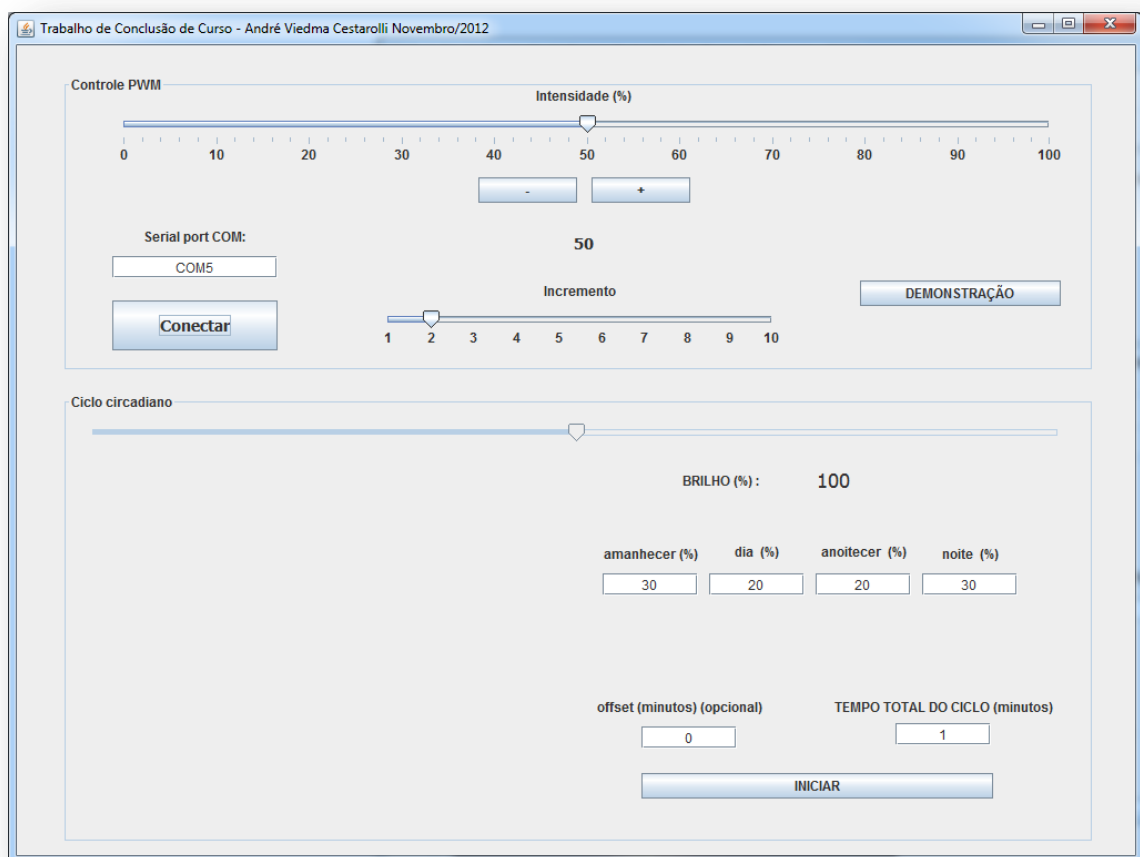 Trabalho de Conclusão de Curso - André Viedma Cestarolli Novembro/2012
Controle PWM
Intensidade (%)
0 10 20 30 40 50 60 70 80 90 100
- +
Serial port COM:
50
COM5
Incremento
DEMONSTRAÇÃO
Conectar
1 2 3 4 5 6 7 8 9 10
Ciclo circadiano
BRILHO (%) : 100
amanhecer (%) dia (%) anoitecer (%) noite (%)
30 20 20 30
offset (minutos) (opcional) TEMPO TOTAL DO CICLO (minutos)
0 1
INICIAR